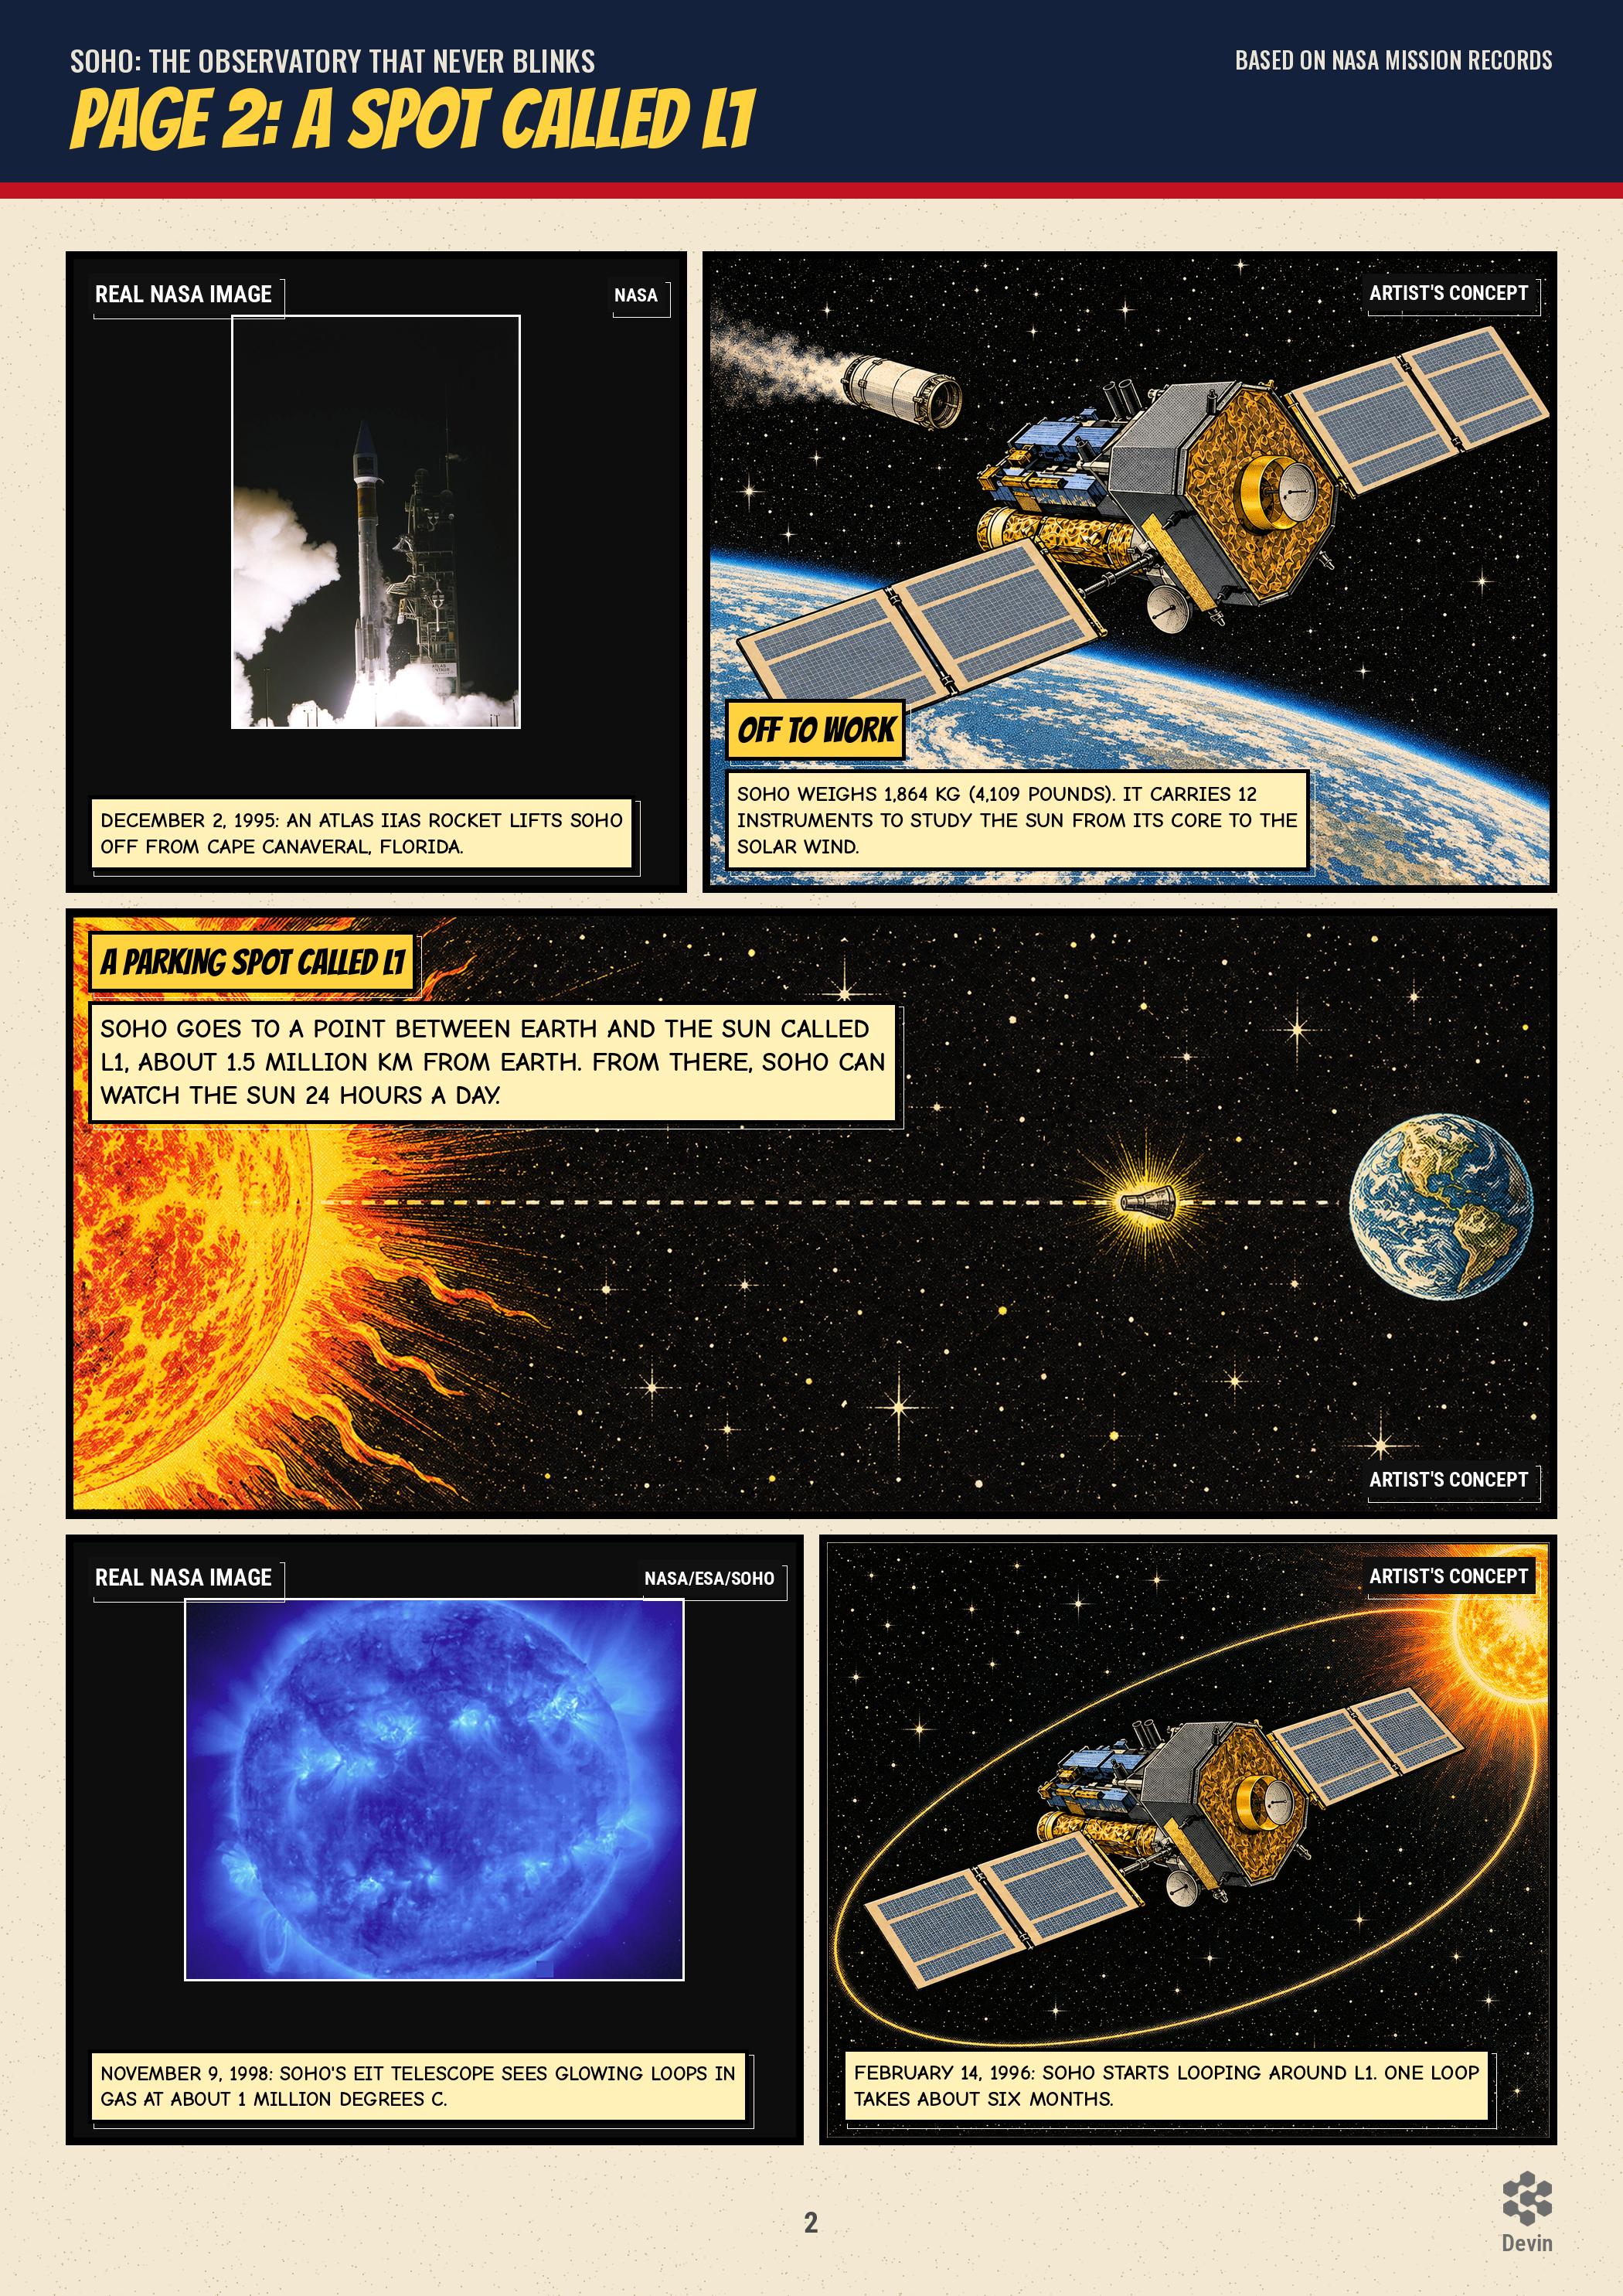 SOHO: THE OBSERVATORY THAT NEVER BLINKS
BASED ON NASA MISSION RECORDS
PAGE 2: A SPOT CALLED L1
REAL NASA IMAGE
NASA
DECEMBER 2, 1995: AN ATLAS IIAS ROCKET LIFTS SOHO
OFF FROM CAPE CANAVERAL, FLORIDA.
ARTIST'S CONCEPT
OFF TO WORK
SOHO WEIGHS 1,864 KG (4,109 POUNDS). IT CARRIES 12
INSTRUMENTS TO STUDY THE SUN FROM ITS CORE TO THE
SOLAR WIND.
A PARKING SPOT CALLED L1
SOHO GOES TO A POINT BETWEEN EARTH AND THE SUN CALLED
L1, ABOUT 1.5 MILLION KM FROM EARTH. FROM THERE, SOHO CAN
WATCH THE SUN 24 HOURS A DAY.
ARTIST'S CONCEPT
REAL NASA IMAGE
NASA/ESA/SOHO
NOVEMBER 9, 1998: SOHO'S EIT TELESCOPE SEES GLOWING LOOPS IN
GAS AT ABOUT 1 MILLION DEGREES C.
ARTIST'S CONCEPT
FEBRUARY 14, 1996: SOHO STARTS LOOPING AROUND L1. ONE LOOP
TAKES ABOUT SIX MONTHS.
2
Devin